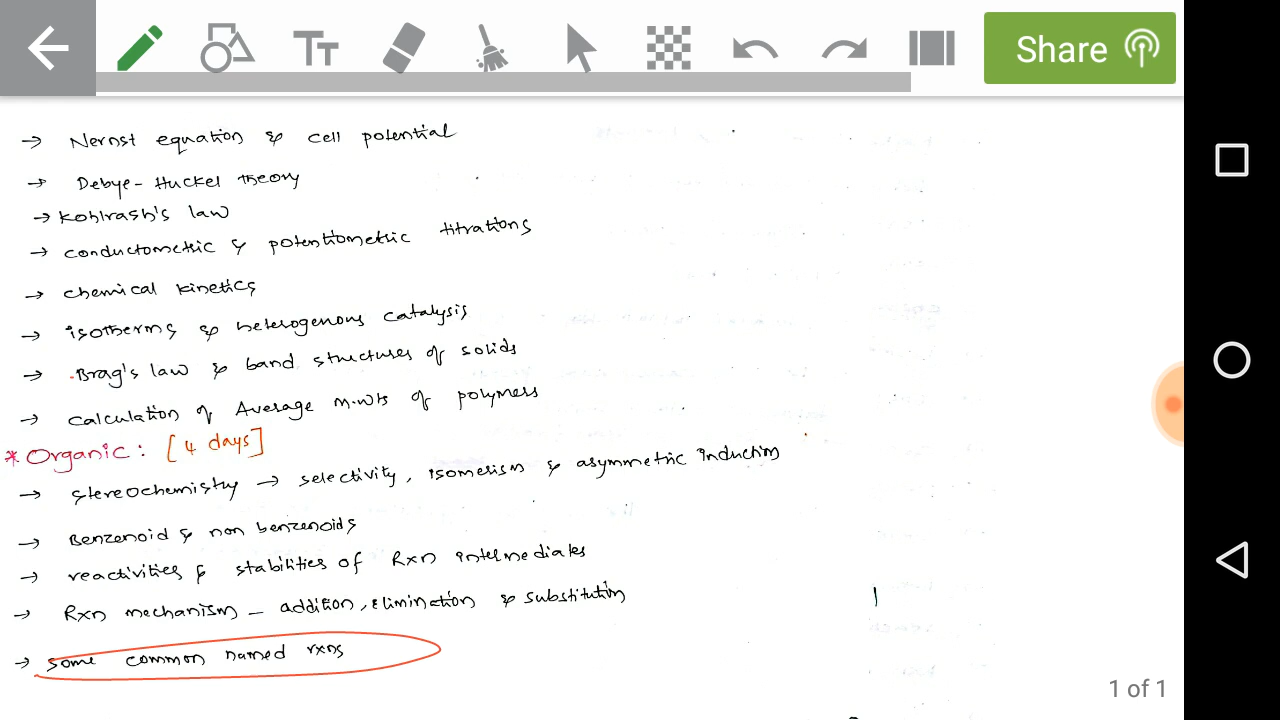 TT Share
→ Nernst equation & cell potential
→ Debye-Huckel theory
→ Kohlrash's law
→ conductometric & potentiometric titrations
→ chemical kinetics
→ isotherms & heterogenous catalysis
→ Brag's law & band structures of solids
→ calculation of Average m.wts of polymers
* Organic: [4 days]
→ stereochemistry → selectivity, isomerism & asymmetric induction
→ Benzenoid & non benzenoids
→ reactivities & stabilities of Rxn intermediates
→ Rxn mechanism - addition, elimination & substitution
→ some common named rxns
1 of 1